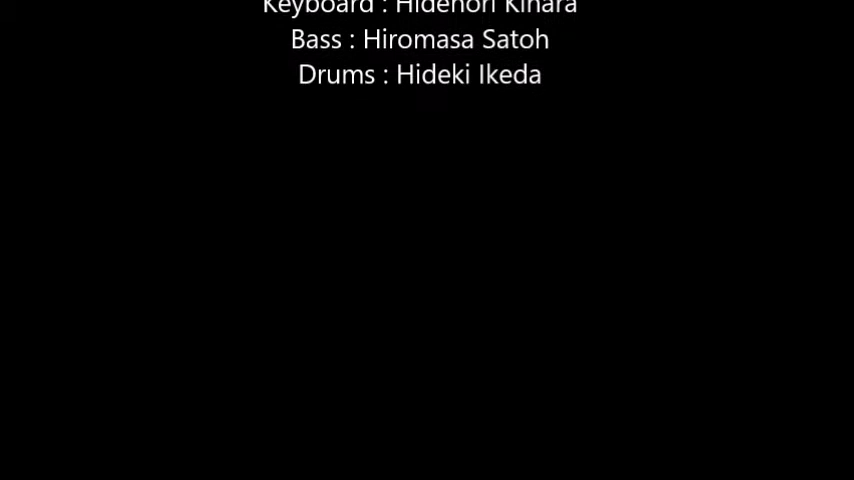 Keyboard : Hidenori Kihara
Bass : Hiromasa Satoh
Drums : Hideki Ikeda